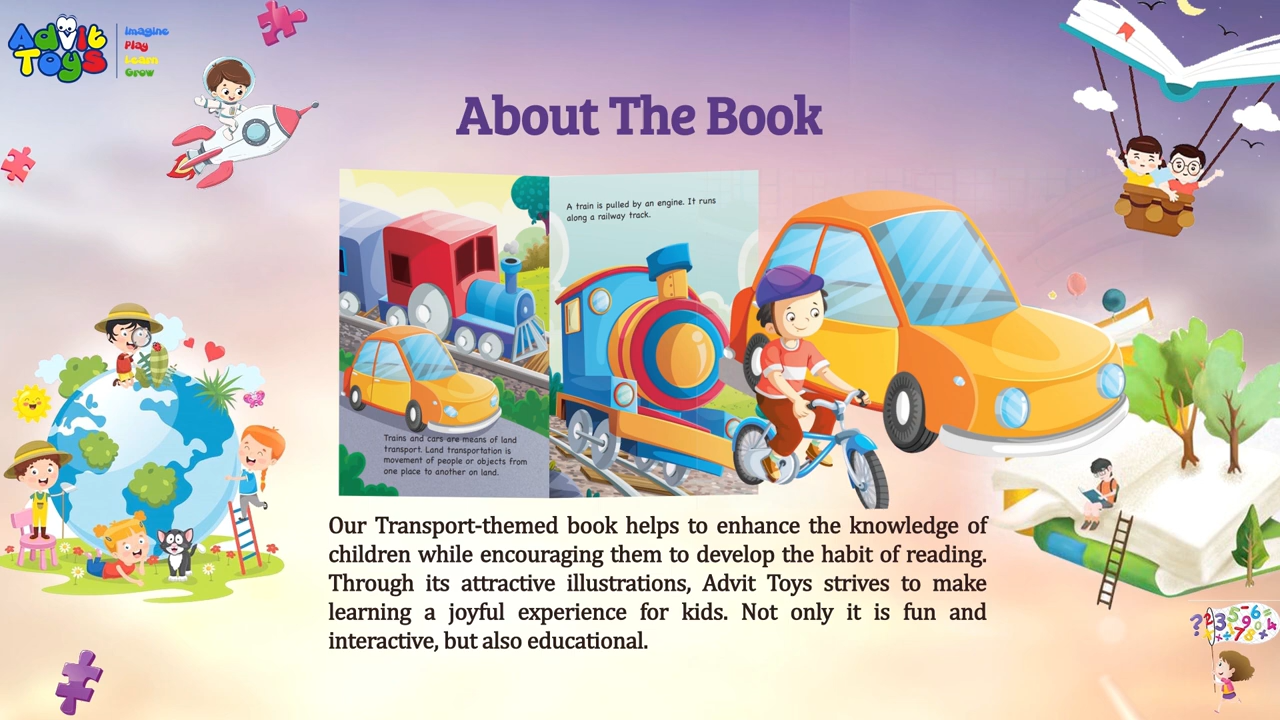 Advit
Toys
Imagine
Play
Learn
Grow
About The Book
A train is pulled by an engine. It runs
along a railway track.
Trains and cars are means of land
transport. Land transportation is
movement of people or objects from
one place to another on land.
Our Transport-themed book helps to enhance the knowledge of
children while encouraging them to develop the habit of reading.
Through its attractive illustrations, Advit Toys strives to make
learning a joyful experience for kids. Not only it is fun and
interactive, but also educational.